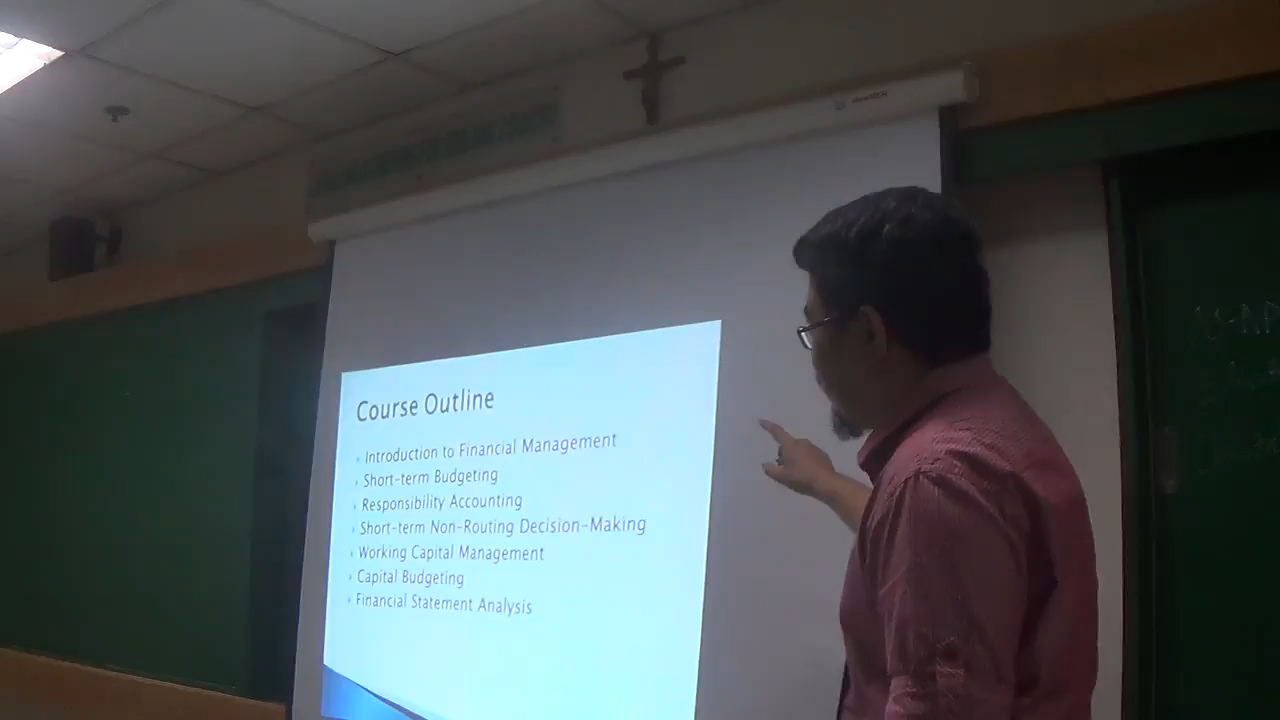 Course Outline
Introduction to Financial Management
Short-term Budgeting
Responsibility Accounting
Short-term Non-Routing Decision-Making
Working Capital Management
Capital Budgeting
Financial Statement Analysis